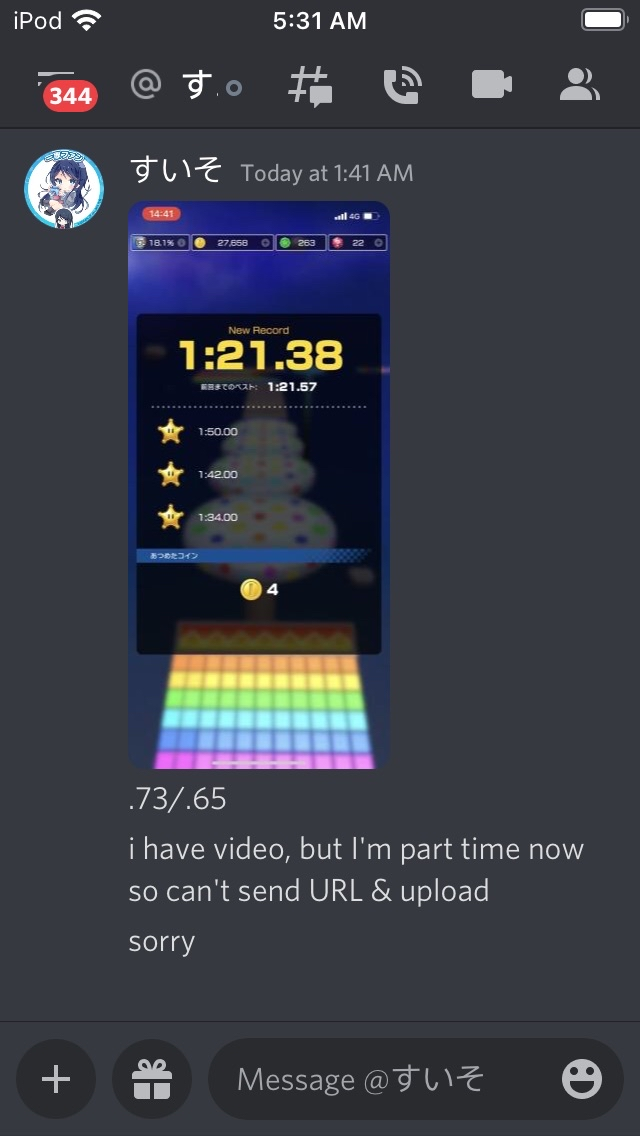 iPod 5:31 AM
344 @ す.
すいそ Today at 1:41 AM
14:41 4G
18.1% 27,658 263 22
New Record
1:21.38
前回までのベスト: 1:21.57
1:50.00
1:42.00
1:34.00
あつめたコイン
4
.73/.65
i have video, but I'm part time now
so can't send URL & upload
sorry
Message @すいそ